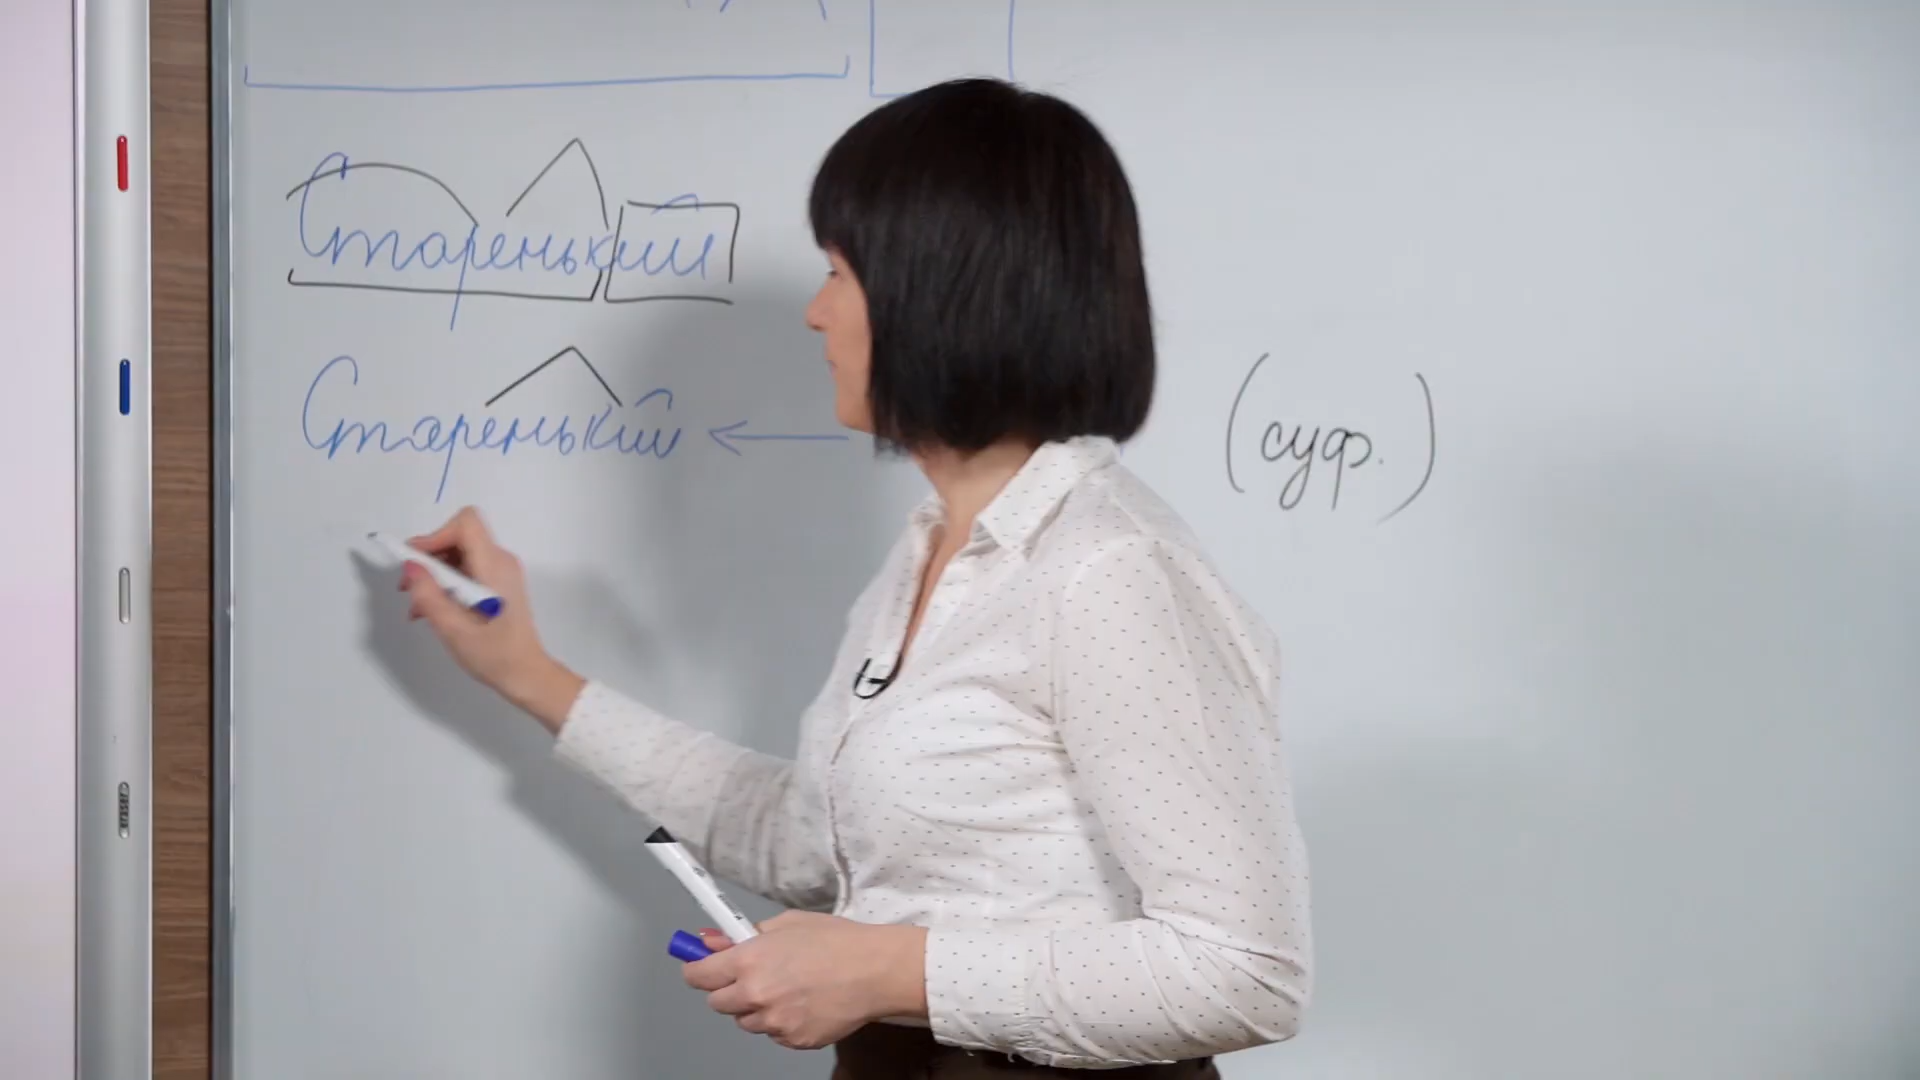 Старенький
Старенький ← (суф.)